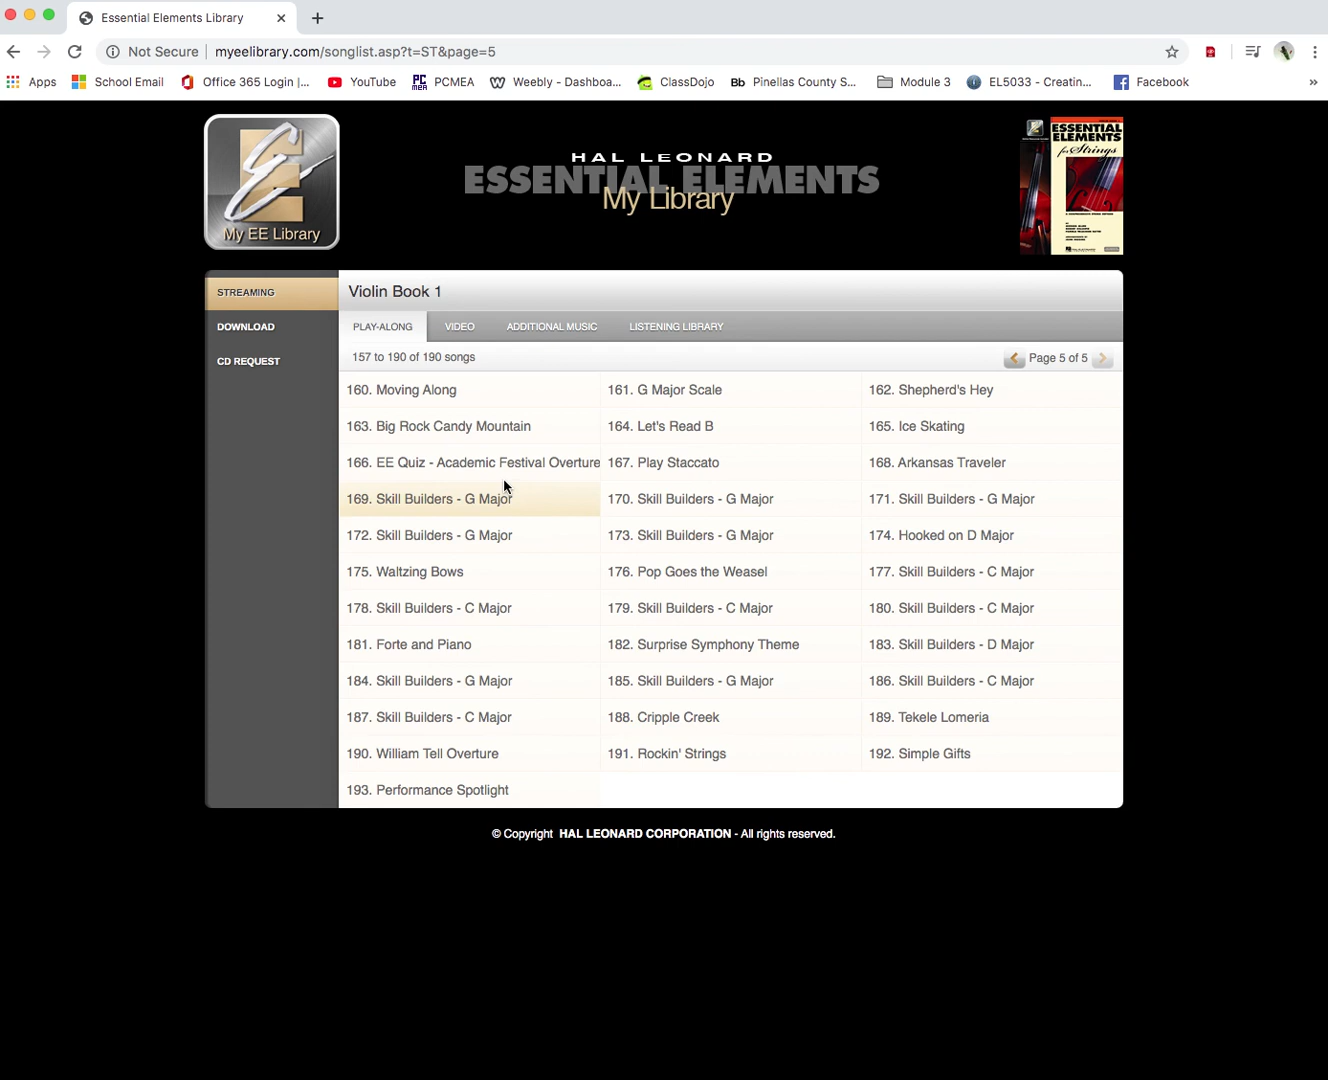 Essential Elements Library
Not Secure | myeelibrary.com/songlist.asp?t=ST&page=5
Apps School Email Office 365 Login |... YouTube PCMEA Weebly - Dashboa... ClassDojo Bb Pinellas County S... Module 3 EL5033 - Creatin... Facebook »
My EE Library
HAL LEONARD
ESSENTIAL ELEMENTS
My Library
ESSENTIAL
ELEMENTS
for Strings
STREAMING
DOWNLOAD
CD REQUEST
Violin Book 1
PLAY-ALONG VIDEO ADDITIONAL MUSIC LISTENING LIBRARY
157 to 190 of 190 songs Page 5 of 5
160. Moving Along 161. G Major Scale 162. Shepherd's Hey
163. Big Rock Candy Mountain 164. Let's Read B 165. Ice Skating
166. EE Quiz - Academic Festival Overture 167. Play Staccato 168. Arkansas Traveler
169. Skill Builders - G Major 170. Skill Builders - G Major 171. Skill Builders - G Major
172. Skill Builders - G Major 173. Skill Builders - G Major 174. Hooked on D Major
175. Waltzing Bows 176. Pop Goes the Weasel 177. Skill Builders - C Major
178. Skill Builders - C Major 179. Skill Builders - C Major 180. Skill Builders - C Major
181. Forte and Piano 182. Surprise Symphony Theme 183. Skill Builders - D Major
184. Skill Builders - G Major 185. Skill Builders - G Major 186. Skill Builders - C Major
187. Skill Builders - C Major 188. Cripple Creek 189. Tekele Lomeria
190. William Tell Overture 191. Rockin' Strings 192. Simple Gifts
193. Performance Spotlight
© Copyright HAL LEONARD CORPORATION - All rights reserved.